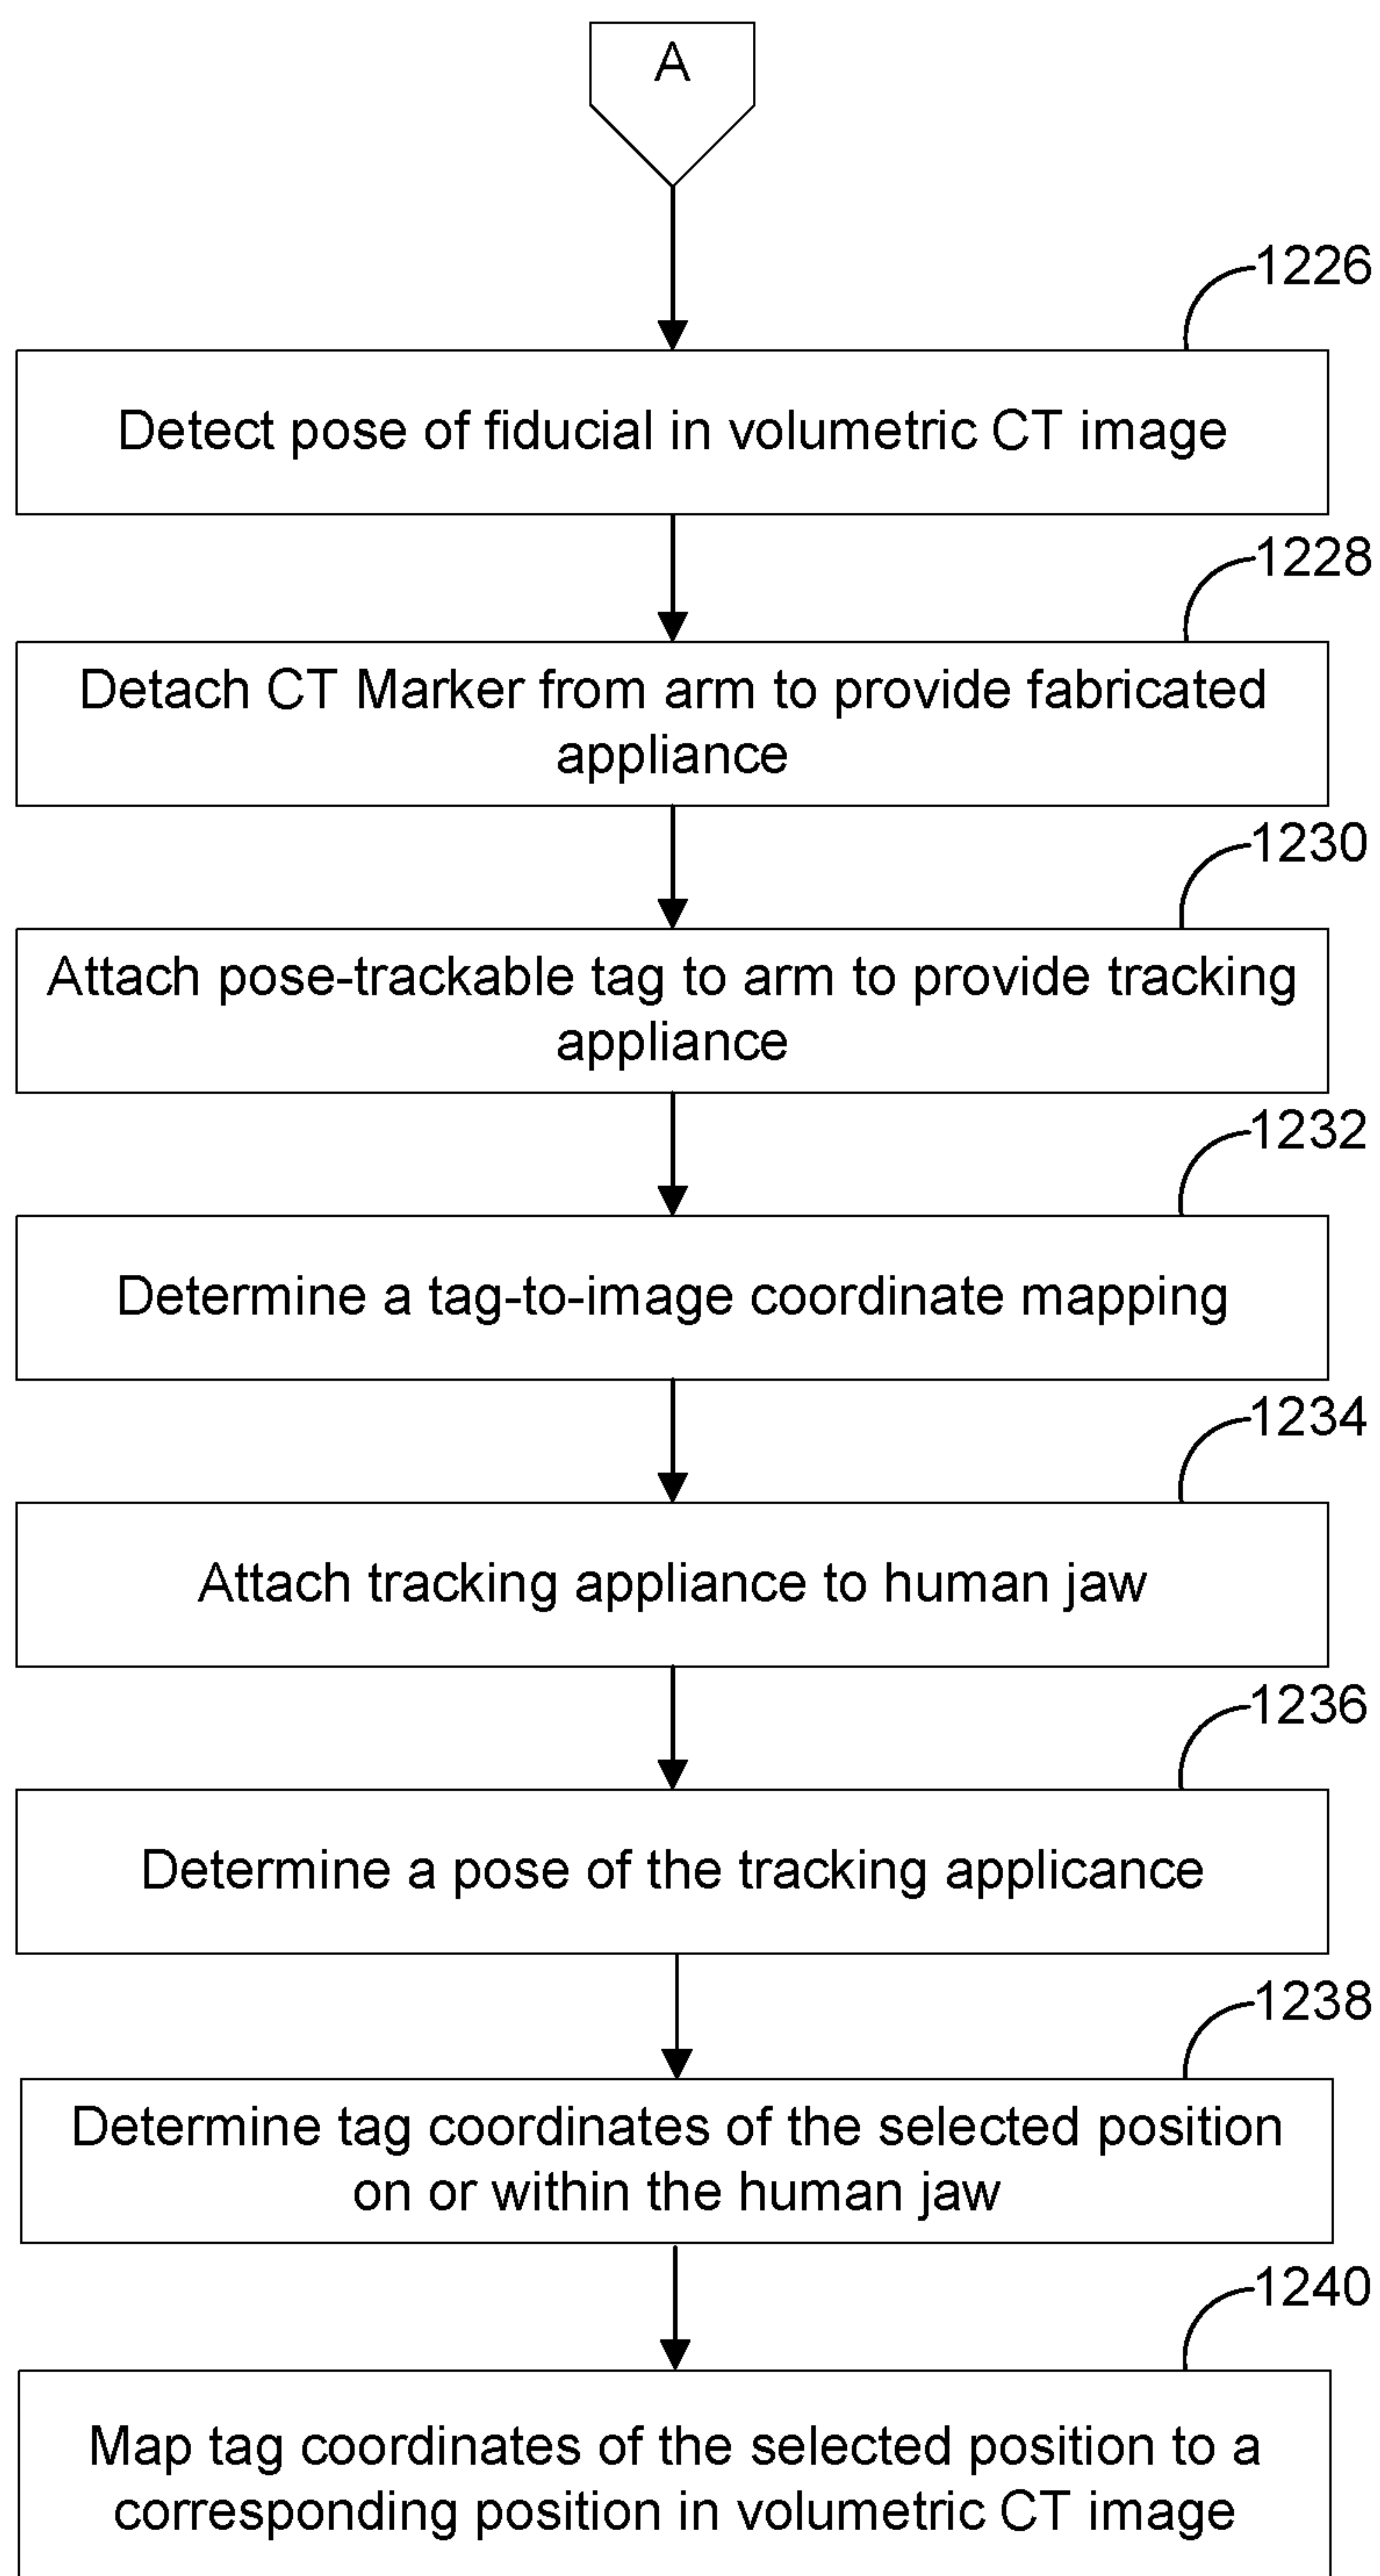 A
1226
Detect pose of fiducial in volumetric CT image
1228
Detach CT Marker from arm to provide fabricated
appliance
1230
Attach pose-trackable tag to arm to provide tracking
appliance
1232
Determine a tag-to-image coordinate mapping
1234
Attach tracking appliance to human jaw
1236
Determine a pose of the tracking applicance
1238
Determine tag coordinates of the selected position
on or within the human jaw
1240
Map tag coordinates of the selected position to a
corresponding position in volumetric CT image